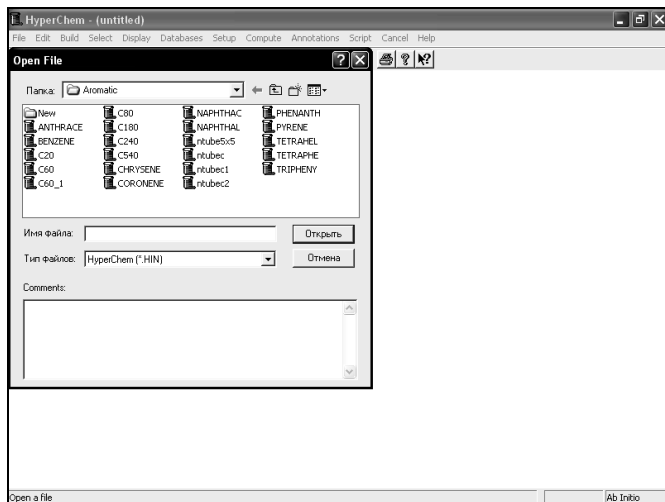 HyperChem - (untitled)
File Edit Build Select Display Databases Setup Compute Annotations Script Cancel Help
Open File
Папка: Aromatic
New C80 NAPHTHAC PHENANTH
ANTHRACE C180 NAPHTHAL PYRENE
BENZENE C240 ntube5x5 TETRAHEL
C20 C540 ntubec TETRAPHE
C60 CHRYSENE ntubec1 TRIPHENY
C60_1 CORONENE ntubec2
Имя файла: Открыть
Тип файлов: HyperChem (*.HIN) Отмена
Comments:
Open a file Ab Initio